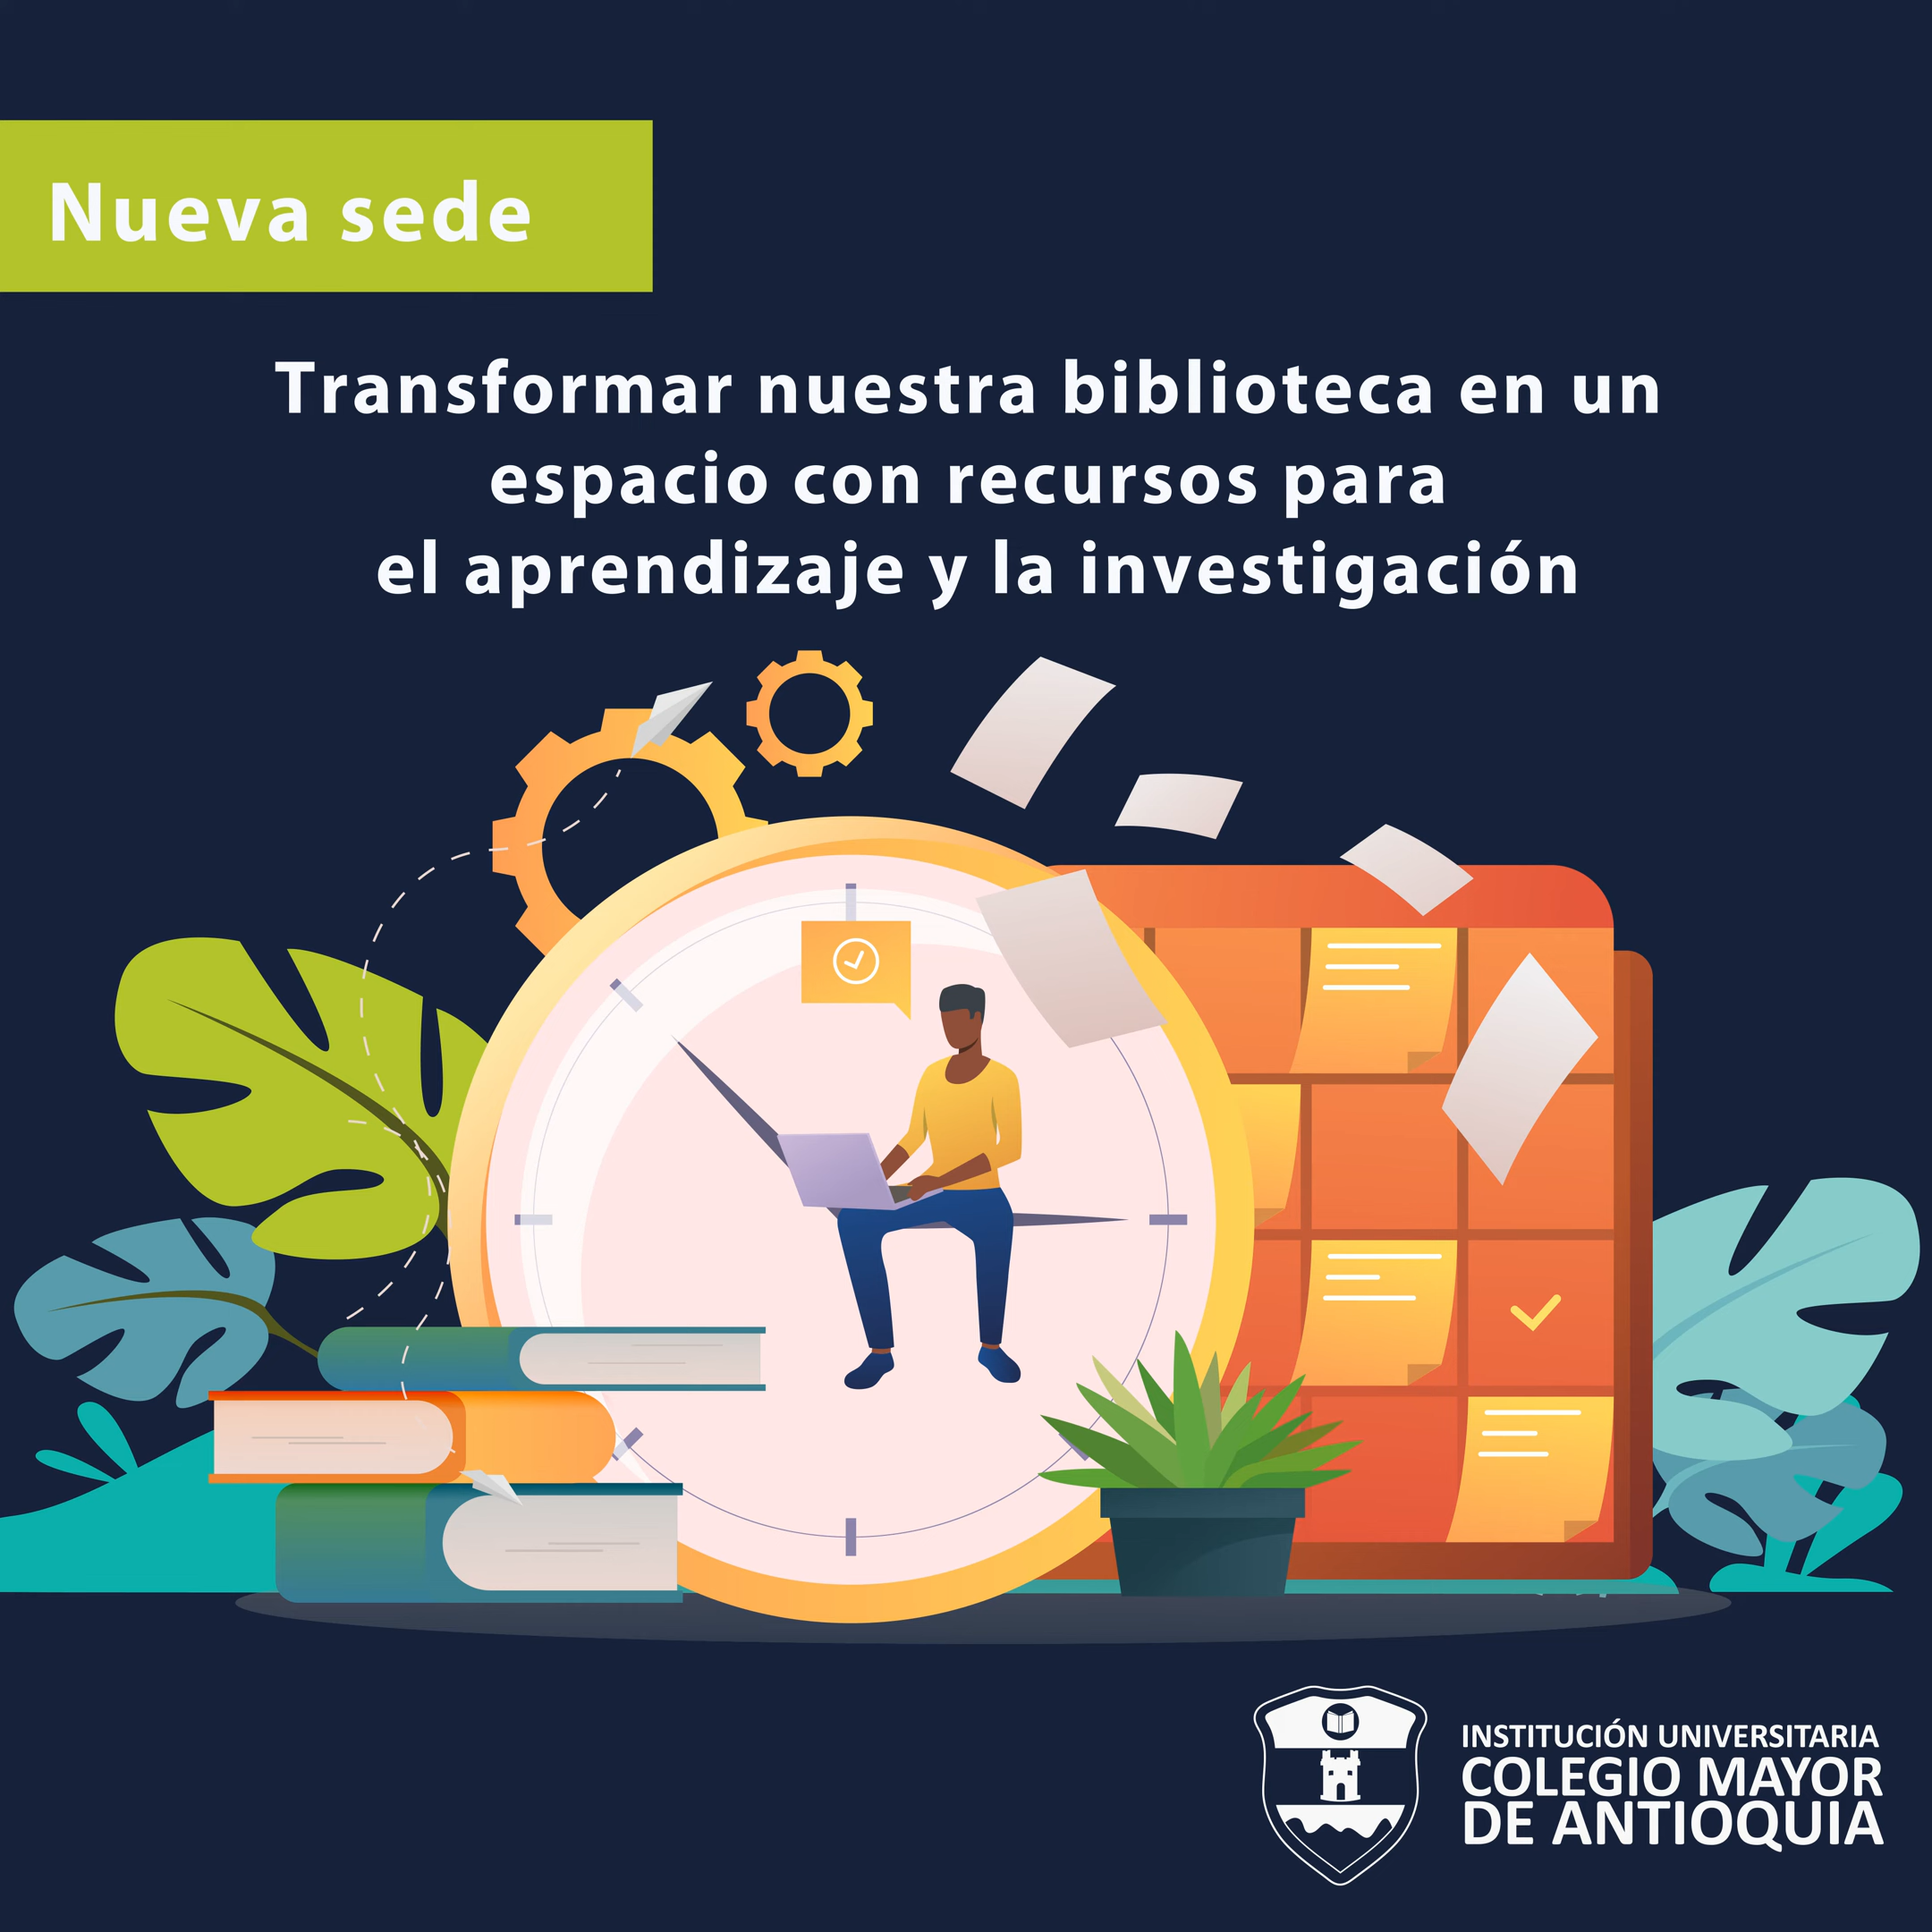 Nueva sede
Transformar nuestra biblioteca en un
espacio con recursos para
el aprendizaje y la investigación
INSTITUCIÓN UNIVERSITARIA
COLEGIO MAYOR
DE ANTIOQUIA